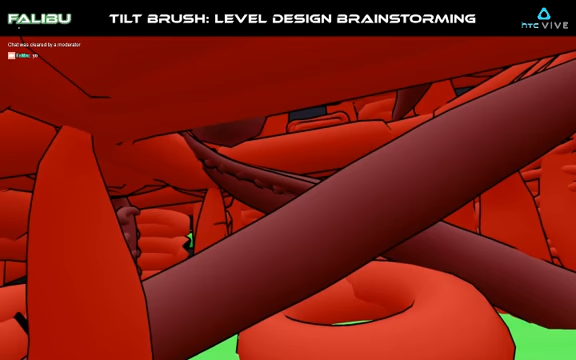 FALIBU
TILT BRUSH: LEVEL DESIGN BRAINSTORMING
hTC VIVE
Chat was cleared by a moderator